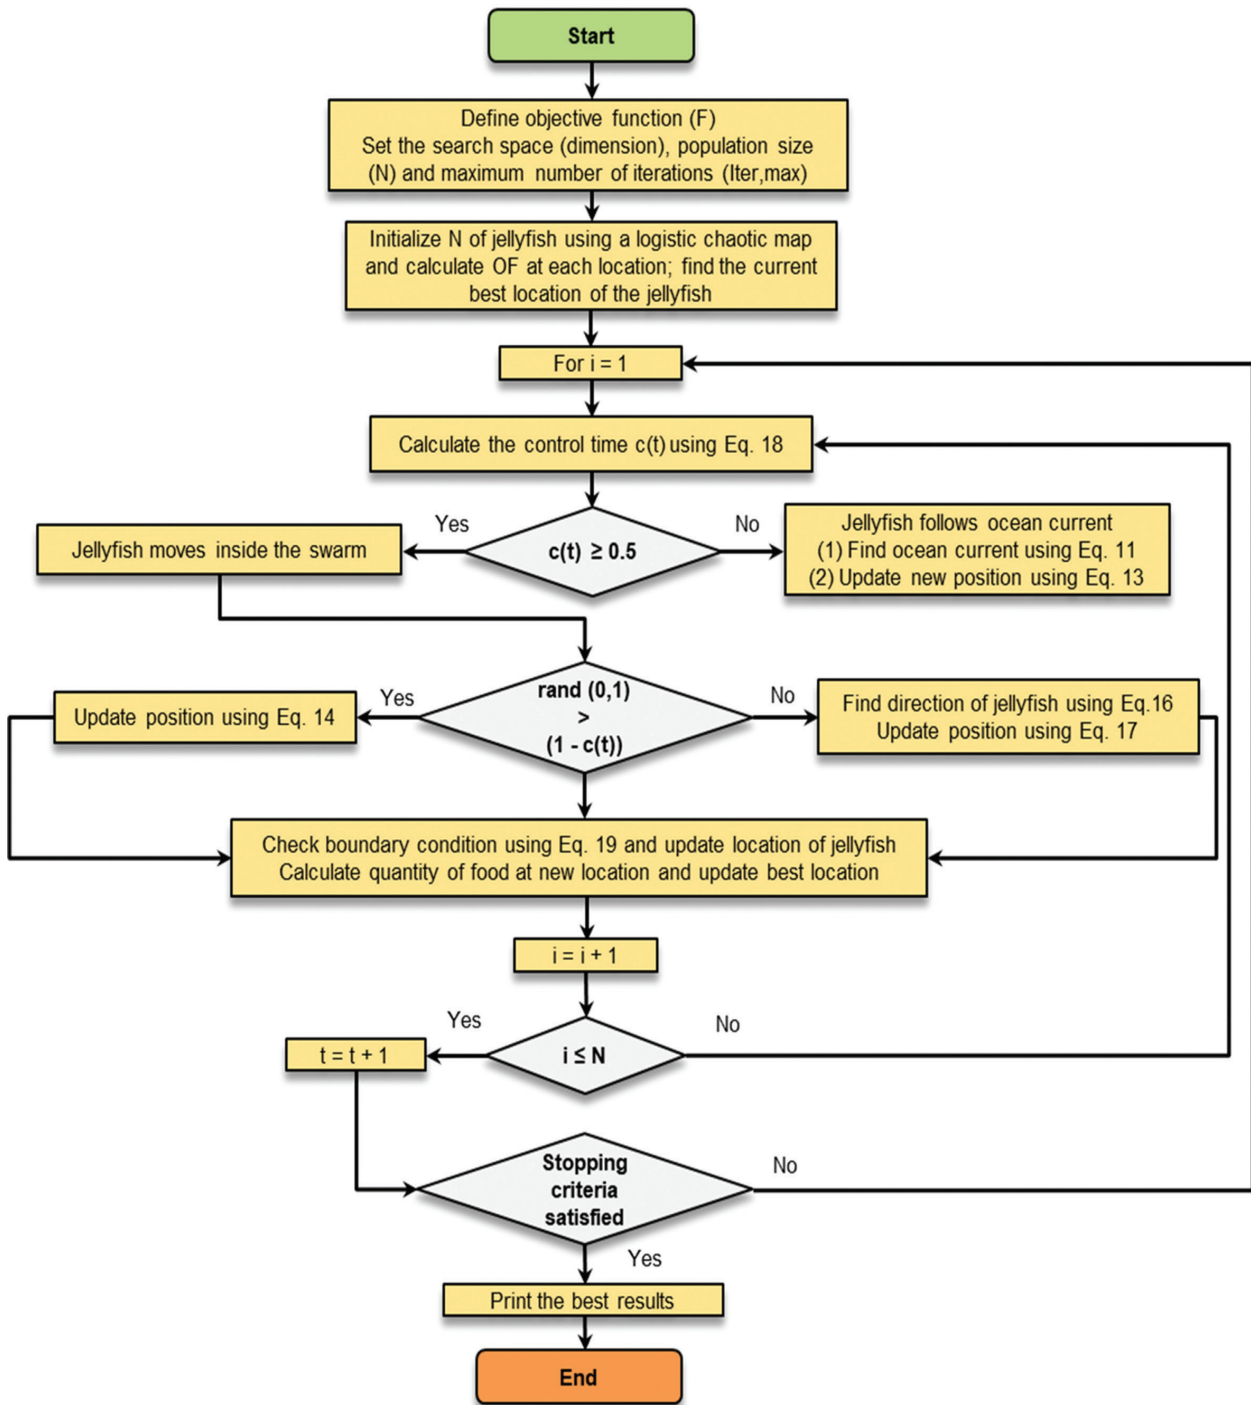 Start
Define objective function (F)
Set the search space (dimension), population size
(N) and maximum number of iterations (Iter,max)
Initialize N of jellyfish using a logistic chaotic map
and calculate OF at each location; find the current
best location of the jellyfish
For i = 1
Calculate the control time c(t) using Eq. 18
Yes
No
Jellyfish moves inside the swarm
c(t) ≥ 0.5
Jellyfish follows ocean current
(1) Find ocean current using Eq. 11
(2) Update new position using Eq. 13
Yes
No
Update position using Eq. 14
rand (0,1)
>
(1 - c(t))
Find direction of jellyfish using Eq.16
Update position using Eq. 17
Check boundary condition using Eq. 19 and update location of jellyfish
Calculate quantity of food at new location and update best location
i = i + 1
Yes
No
t = t + 1
i ≤ N
Stopping
criteria
satisfied
No
Yes
Print the best results
End